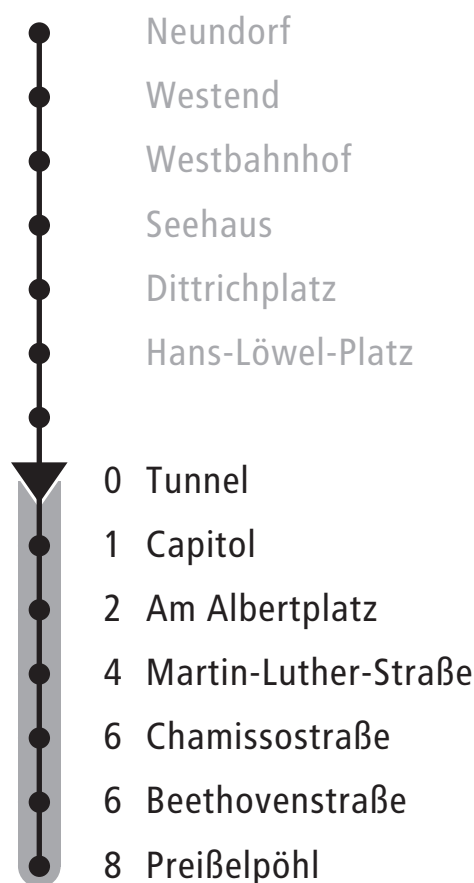 Neundorf
Westend
Westbahnhof
Seehaus
Dittrichplatz
Hans-Löwel-Platz
0 Tunnel
1 Capitol
2 Am Albertplatz
4 Martin-Luther-Straße
6 Chamissostraße
6 Beethovenstraße
8 Preißelpöhl